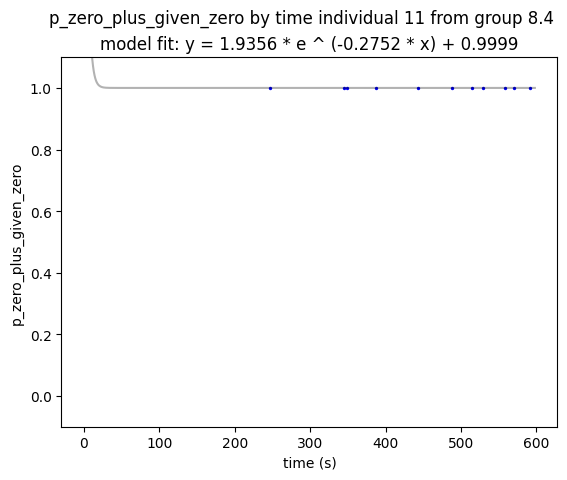 p_zero_plus_given_zero by time individual 11 from group 8.4
model fit: y = 1.9356 * e ^ (-0.2752 * x) + 0.9999
1.0
0.8
0.6
0.4
0.2
0.0
p_zero_plus_given_zero
0 100 200 300 400 500 600
time (s)